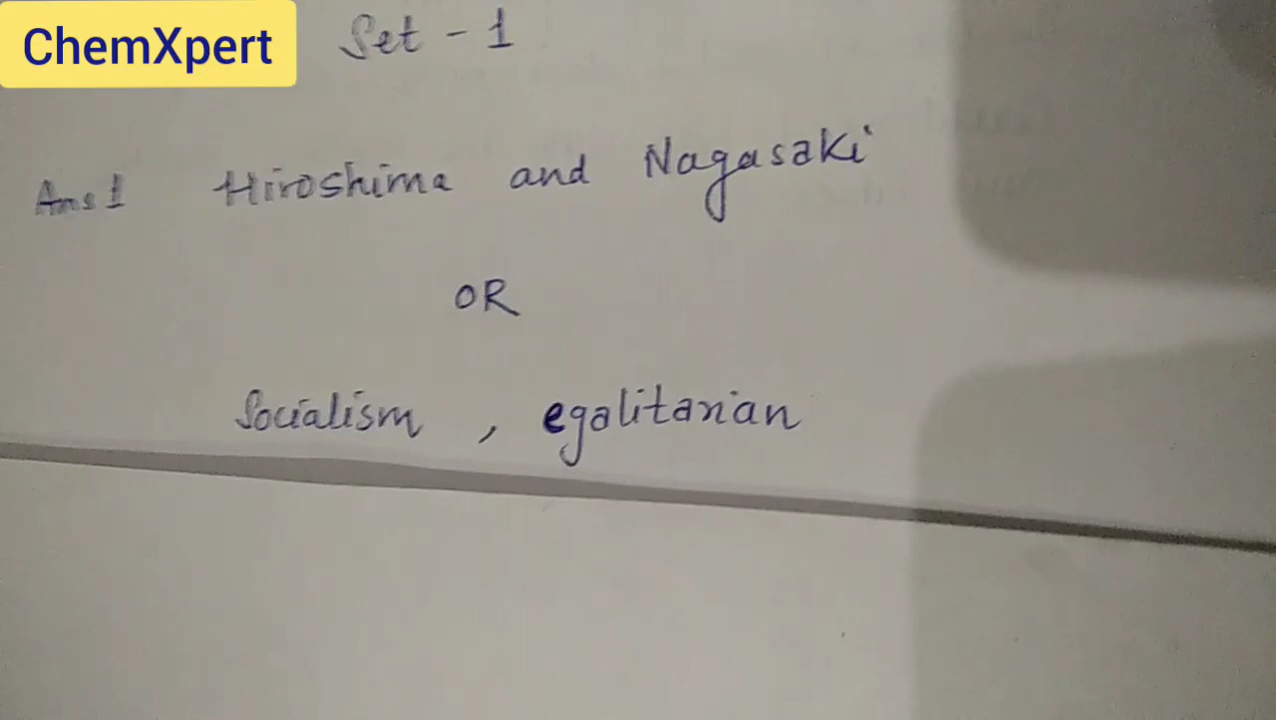 ChemXpert
Set - 1
Ans 1 Hiroshima and Nagasaki
OR
Socialism, egalitarian